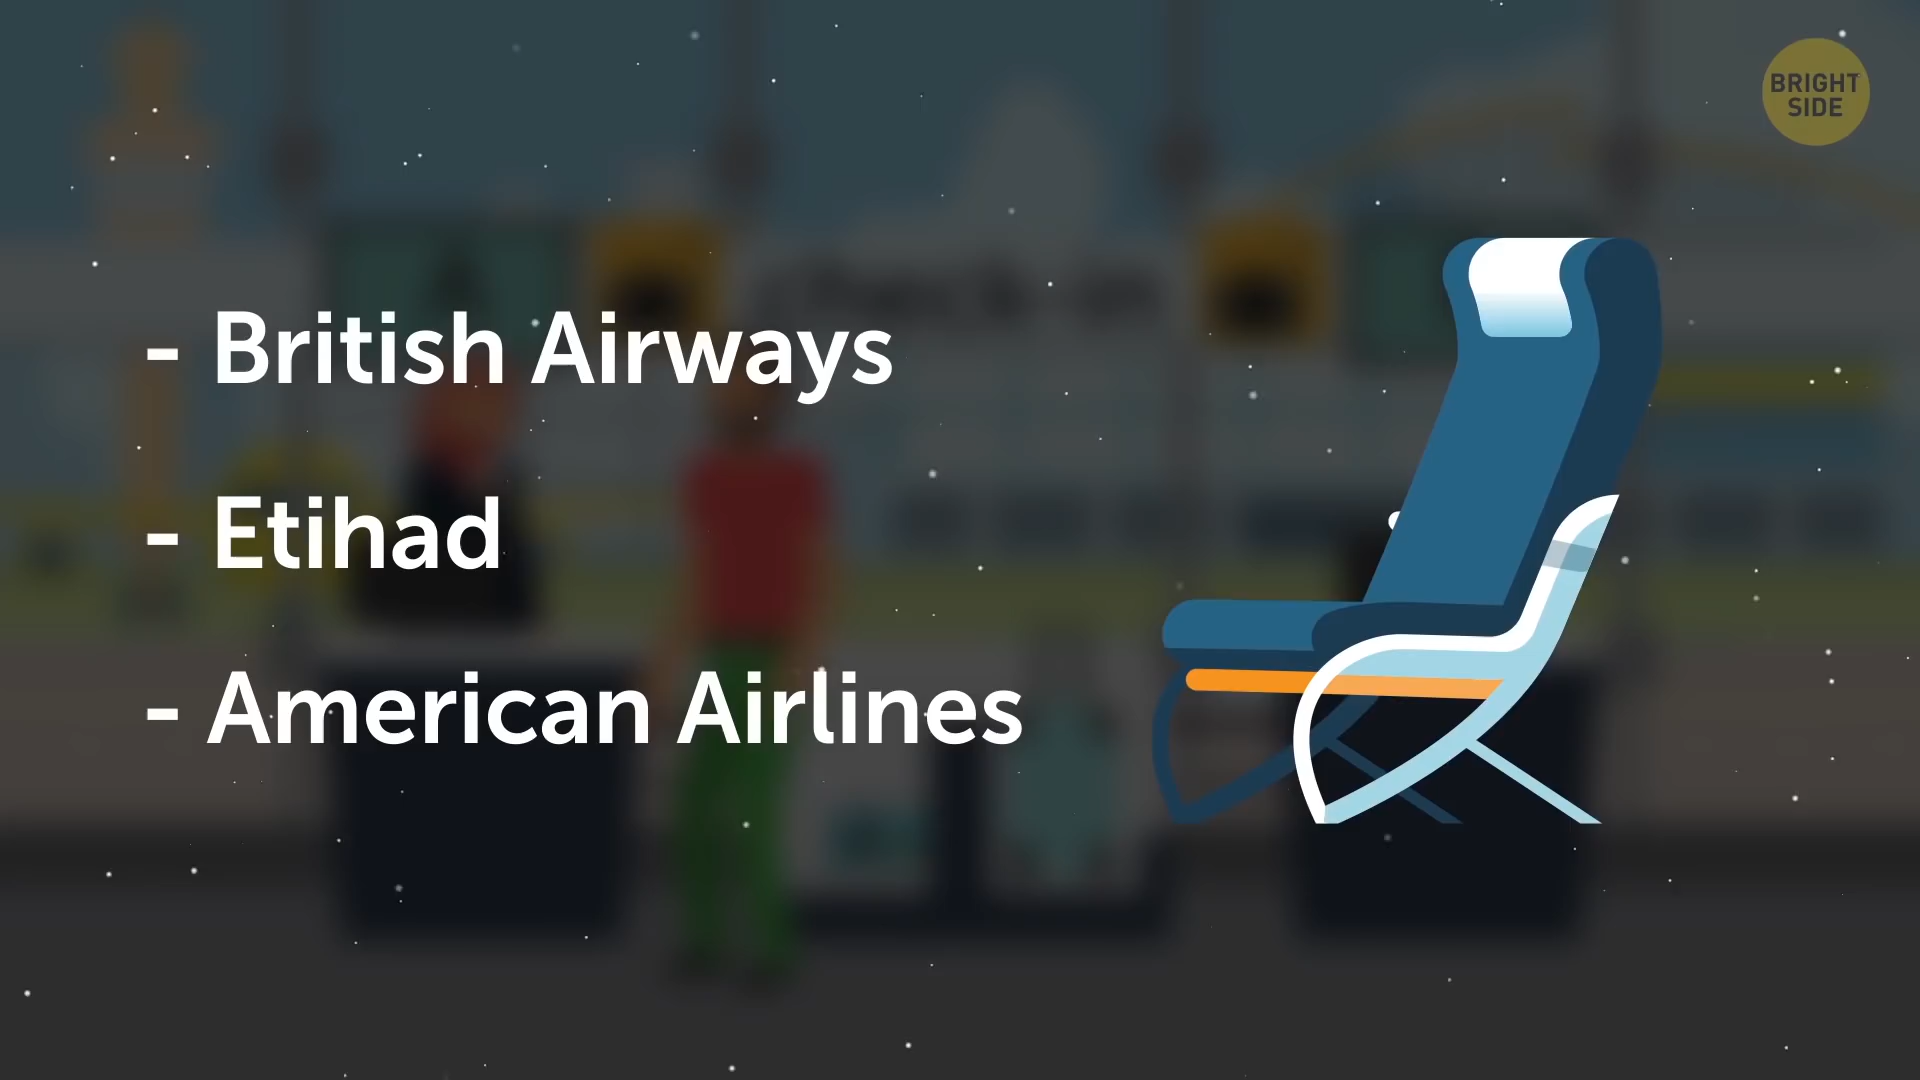 BRIGHT
SIDE
- British Airways
- Etihad
- American Airlines